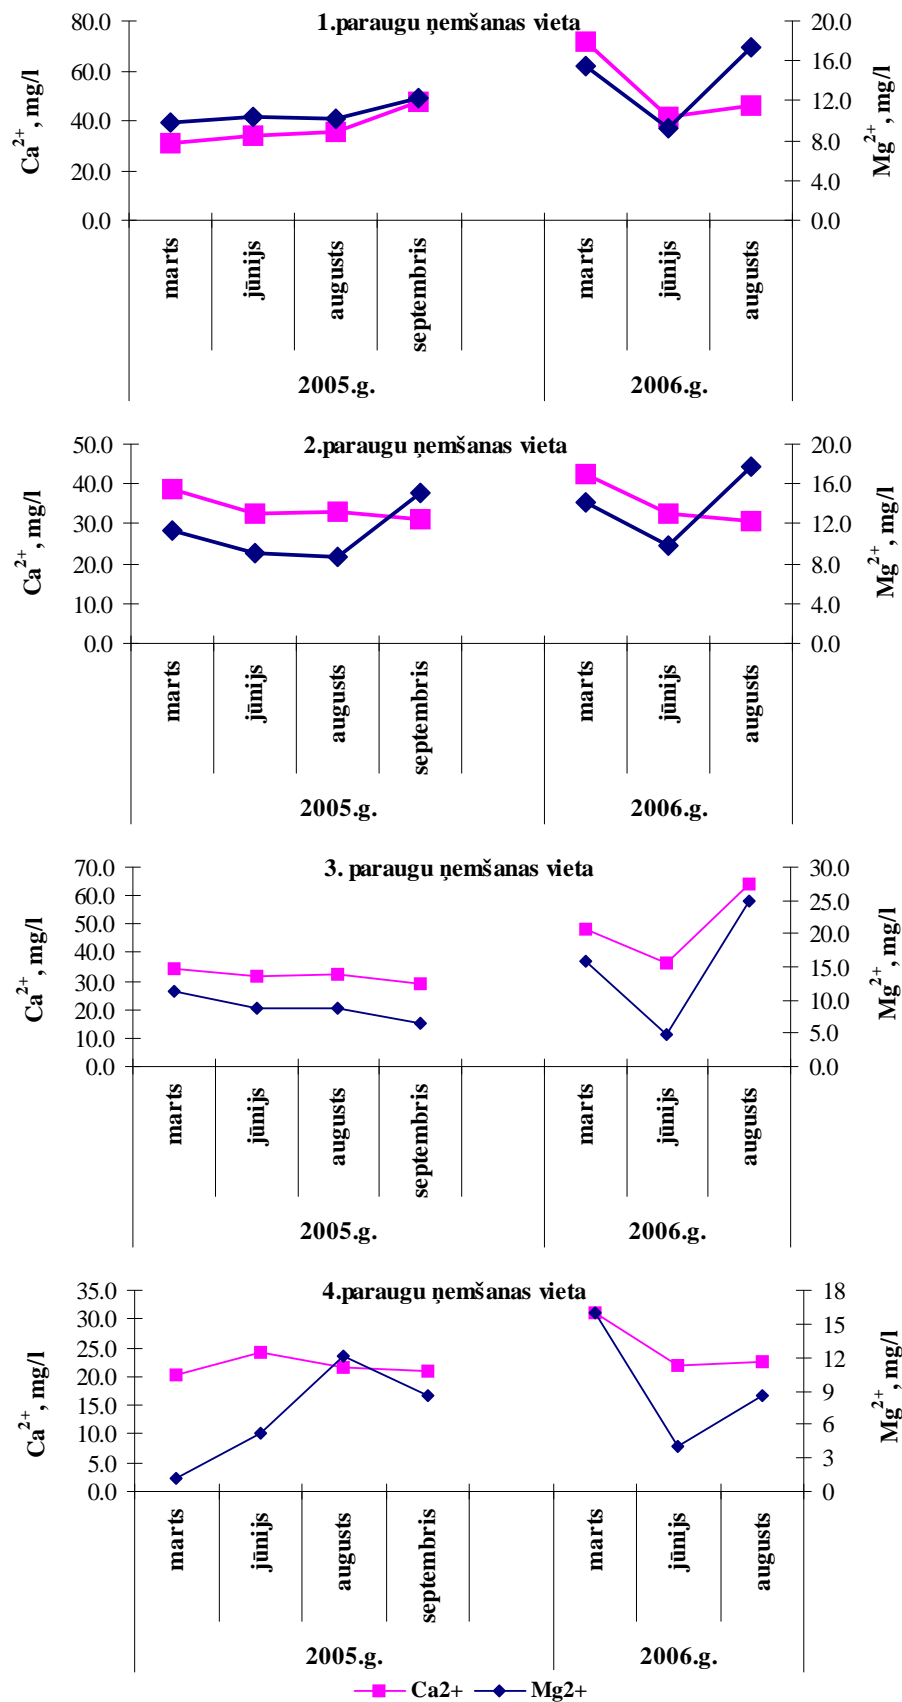 1.paraugu ņemšanas vieta
80.0
60.0
40.0
20.0
0.0
Ca²⁺, mg/l
20.0
16.0
12.0
8.0
4.0
0.0
Mg²⁺, mg/l
marts
jūnijs
augusts
septembris
marts
jūnijs
augusts
2005.g.
2006.g.
2.paraugu ņemšanas vieta
50.0
40.0
30.0
20.0
10.0
0.0
Ca²⁺, mg/l
20.0
16.0
12.0
8.0
4.0
0.0
Mg²⁺, mg/l
marts
jūnijs
augusts
septembris
marts
jūnijs
augusts
2005.g.
2006.g.
3. paraugu ņemšanas vieta
70.0
60.0
50.0
40.0
30.0
20.0
10.0
0.0
Ca²⁺, mg/l
30.0
25.0
20.0
15.0
10.0
5.0
0.0
Mg²⁺, mg/l
marts
jūnijs
augusts
septembris
marts
jūnijs
augusts
2005.g.
2006.g.
4.paraugu ņemšanas vieta
35.0
30.0
25.0
20.0
15.0
10.0
5.0
0.0
Ca²⁺, mg/l
18
15
12
9
6
3
0
Mg²⁺, mg/l
marts
jūnijs
augusts
septembris
marts
jūnijs
augusts
2005.g.
2006.g.
Ca2+ Mg2+